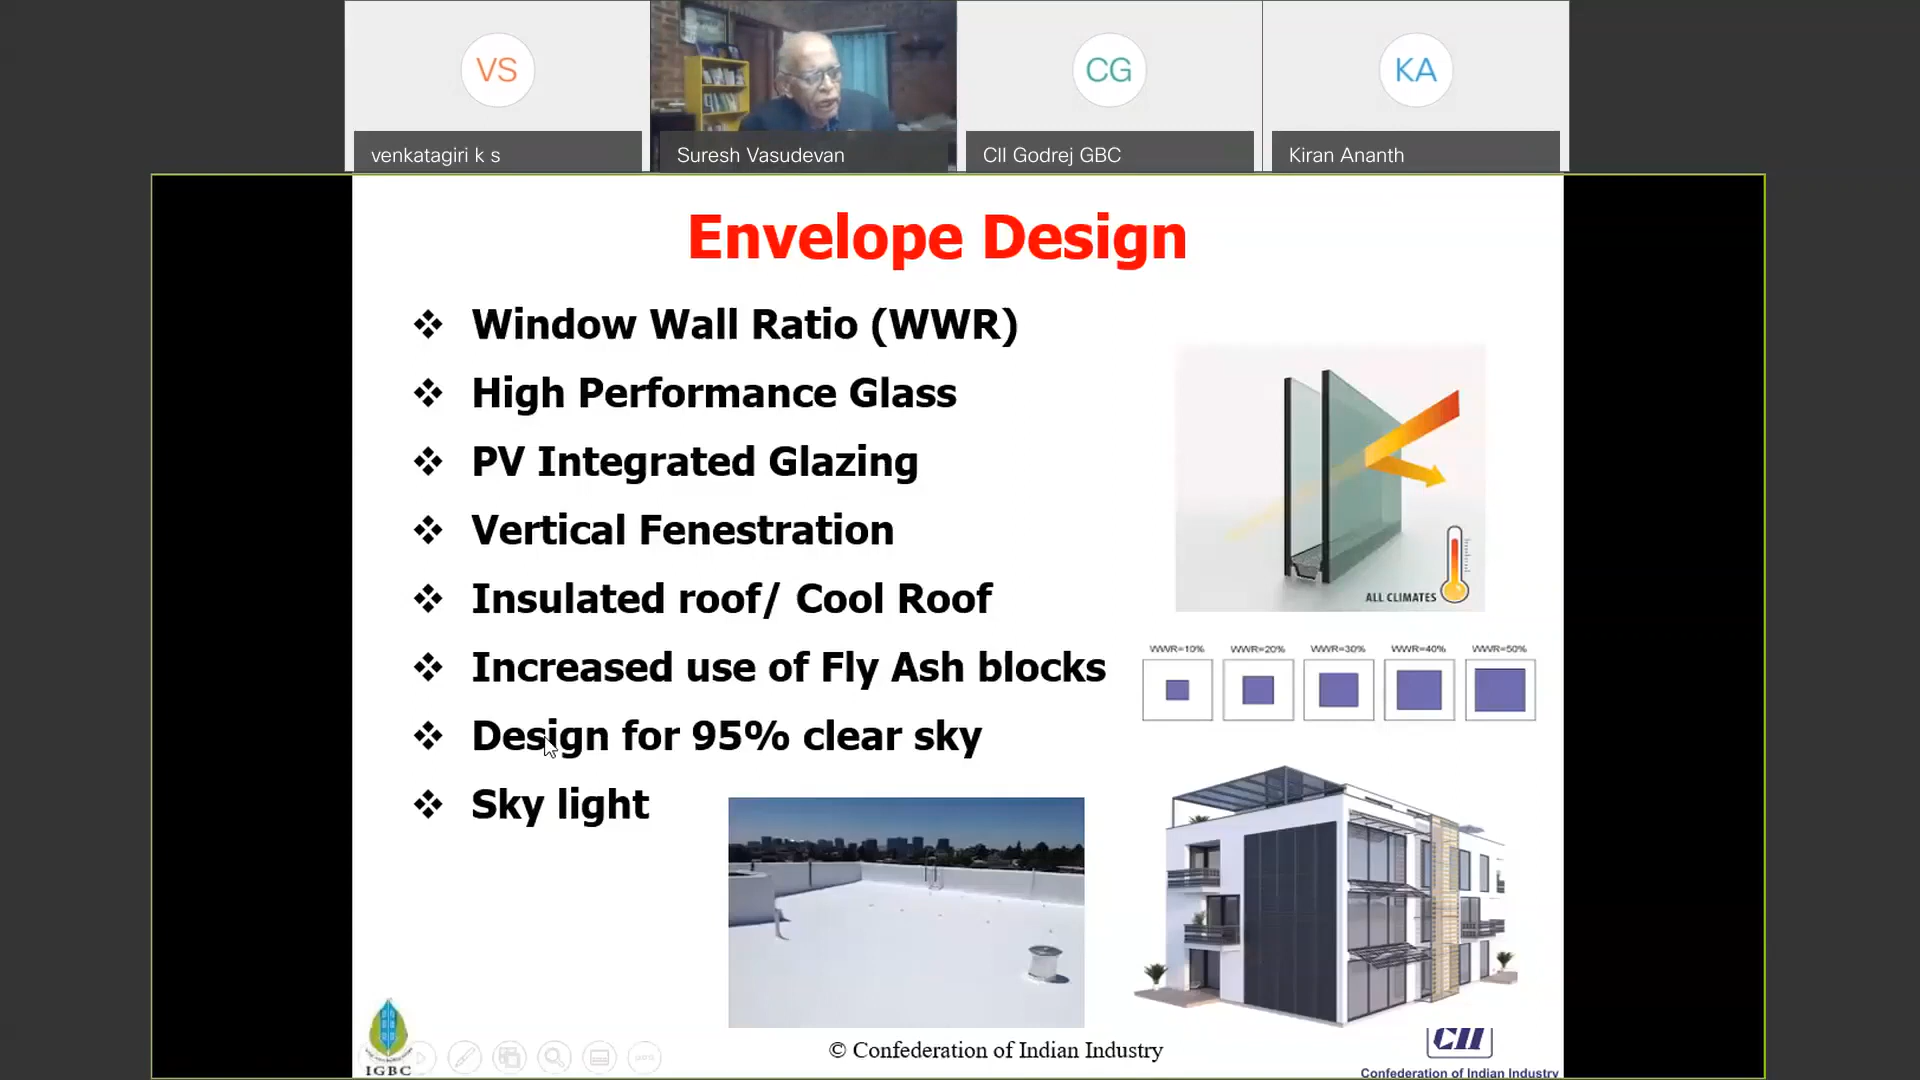 VS
CG
KA
venkatagiri k s
Suresh Vasudevan
CII Godrej GBC
Kiran Ananth
Envelope Design
Window Wall Ratio (WWR)
High Performance Glass
PV Integrated Glazing
Vertical Fenestration
Insulated roof/ Cool Roof
Increased use of Fly Ash blocks
Design for 95% clear sky
Sky light
ALL CLIMATES
WWR=10% WWR=20% WWR=30% WWR=40% WWR=50%
IGBC
© Confederation of Indian Industry
CII
Confederation of Indian Industry